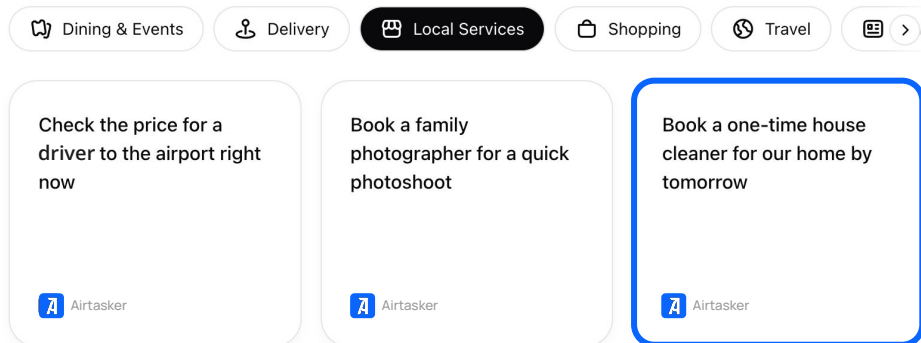 Dining & Events
Delivery
Local Services
Shopping
Travel
Check the price for a
driver to the airport right
now
Airtasker
Book a family
photographer for a quick
photoshoot
Airtasker
Book a one-time house
cleaner for our home by
tomorrow
Airtasker